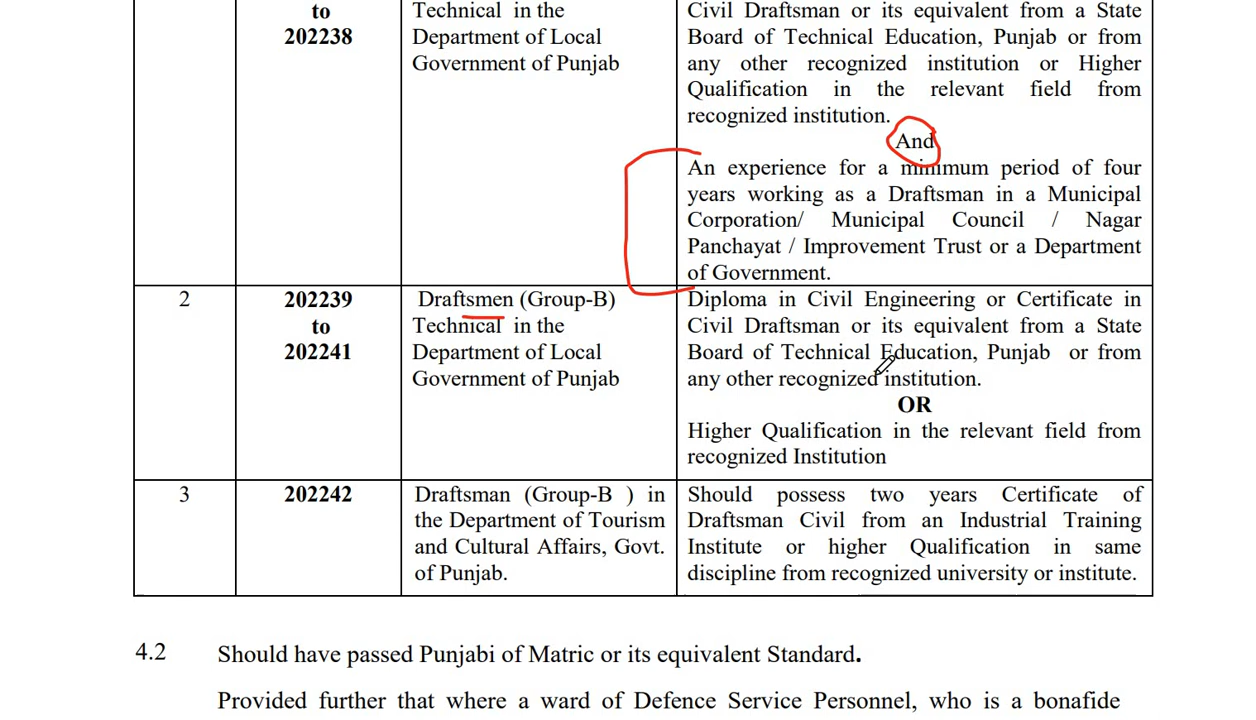 to
202238
Technical in the
Department of Local
Government of Punjab
Civil Draftsman or its equivalent from a State
Board of Technical Education, Punjab or from
any other recognized institution or Higher
Qualification in the relevant field from
recognized institution.
And
An experience for a minimum period of four
years working as a Draftsman in a Municipal
Corporation/ Municipal Council / Nagar
Panchayat / Improvement Trust or a Department
of Government.
2
202239
to
202241
Draftsmen (Group-B)
Technical in the
Department of Local
Government of Punjab
Diploma in Civil Engineering or Certificate in
Civil Draftsman or its equivalent from a State
Board of Technical Education, Punjab or from
any other recognized institution.
OR
Higher Qualification in the relevant field from
recognized Institution
3
202242
Draftsman (Group-B ) in
the Department of Tourism
and Cultural Affairs, Govt.
of Punjab.
Should possess two years Certificate of
Draftsman Civil from an Industrial Training
Institute or higher Qualification in same
discipline from recognized university or institute.
4.2 Should have passed Punjabi of Matric or its equivalent Standard.
Provided further that where a ward of Defence Service Personnel, who is a bonafide